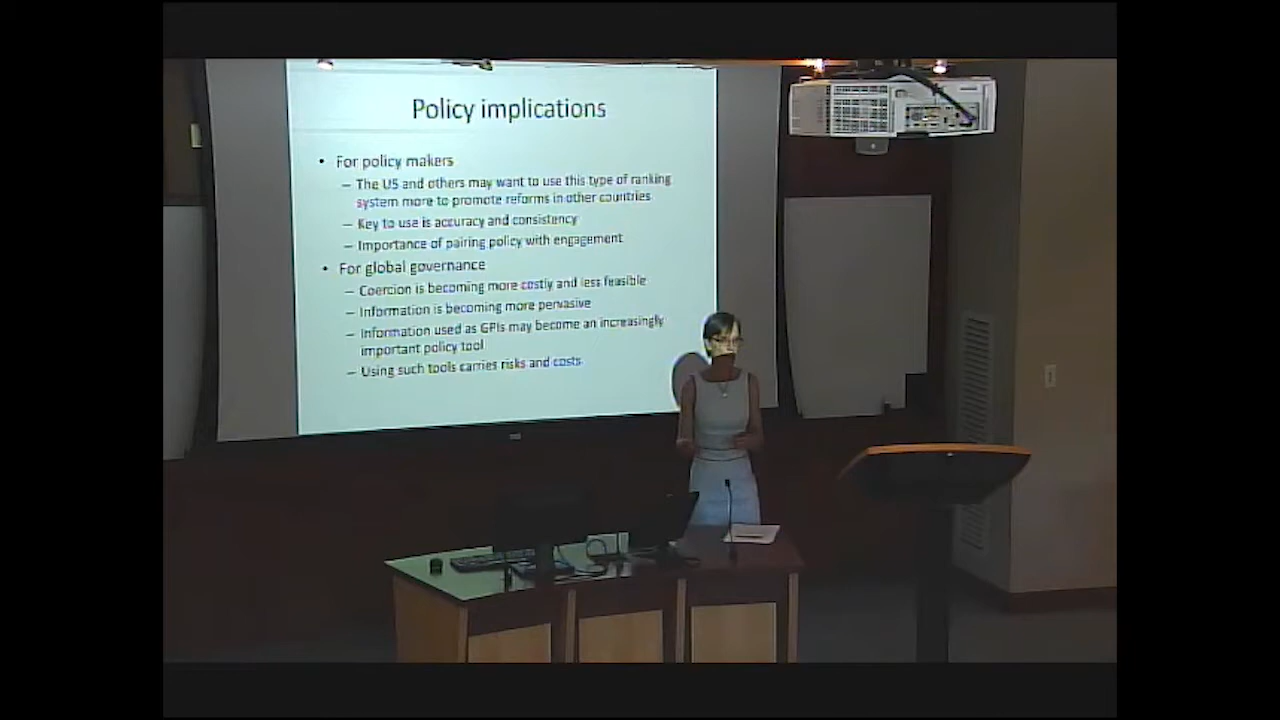 Policy implications
• For policy makers
– The US and others may want to use this type of ranking
system more to promote reforms in other countries
– Key to use is accuracy and consistency
– Importance of pairing policy with engagement
• For global governance
– Coercion is becoming more costly and less feasible
– Information is becoming more pervasive
– Information used as GPIs may become an increasingly
important policy tool
– Using such tools carries risks and costs